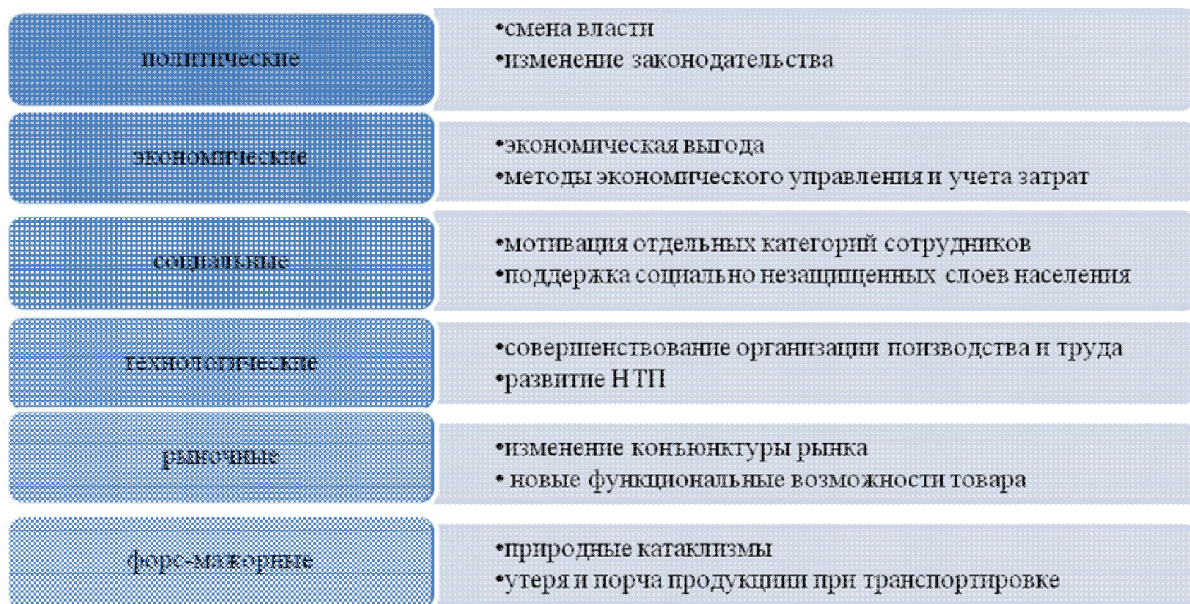 политические
•смена власти
•изменение законодательства
экономические
•экономическая выгода
•методы экономического управления и учета затрат
социальные
•мотивация отдельных категорий сотрудников
•поддержка социально незащищенных слоев населения
технологические
•совершенствование организации поизводства и труда
•развитие НТП
рыночные
•изменение конъюнктуры рынка
• новые функциональные возможности товара
форс-мажорные
•природные катаклизмы
•утеря и порча продукциии при транспортировке